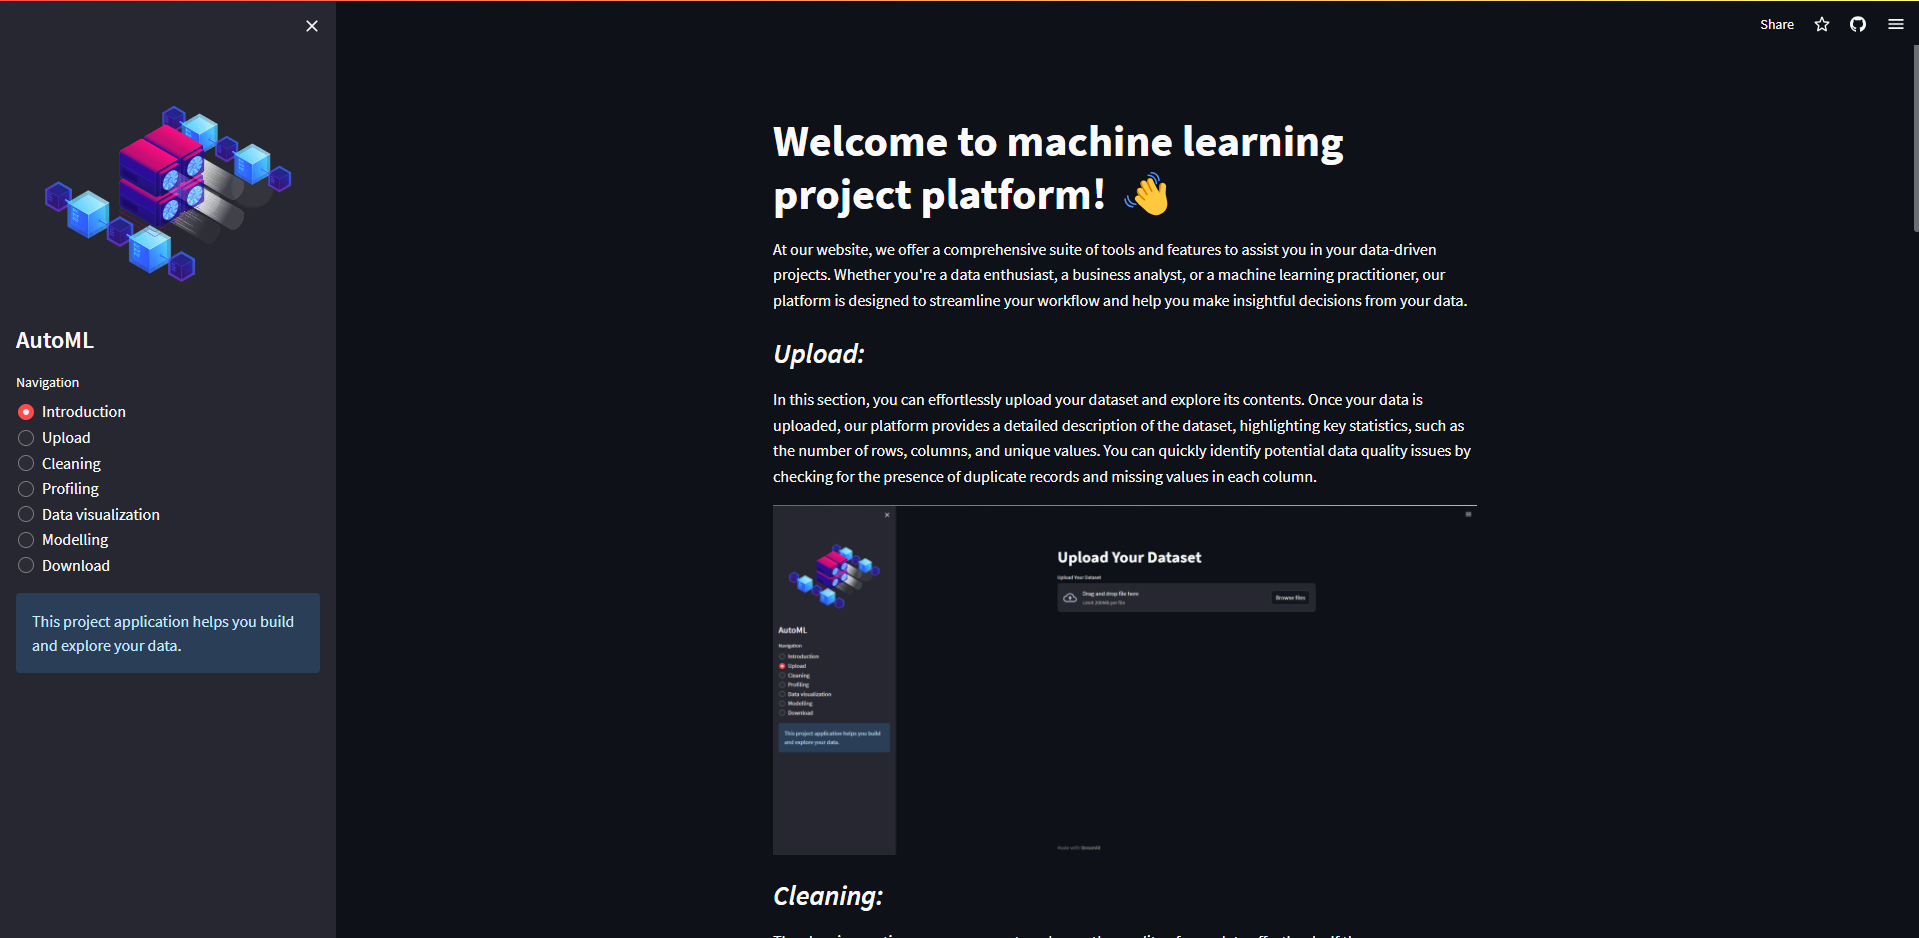 Share
AutoML
Navigation
Introduction
Upload
Cleaning
Profiling
Data visualization
Modelling
Download
This project application helps you build
and explore your data.
Welcome to machine learning
project platform! 👋
At our website, we offer a comprehensive suite of tools and features to assist you in your data-driven
projects. Whether you're a data enthusiast, a business analyst, or a machine learning practitioner, our
platform is designed to streamline your workflow and help you make insightful decisions from your data.
Upload:
In this section, you can effortlessly upload your dataset and explore its contents. Once your data is
uploaded, our platform provides a detailed description of the dataset, highlighting key statistics, such as
the number of rows, columns, and unique values. You can quickly identify potential data quality issues by
checking for the presence of duplicate records and missing values in each column.
AutoML
Navigation
Introduction
Upload
Cleaning
Profiling
Data visualization
Modelling
Download
This project application helps you build
and explore your data.
Upload Your Dataset
Upload Your Dataset
Drag and drop file here
Limit 200MB per file
Browse files
Made with Streamlit
Cleaning: